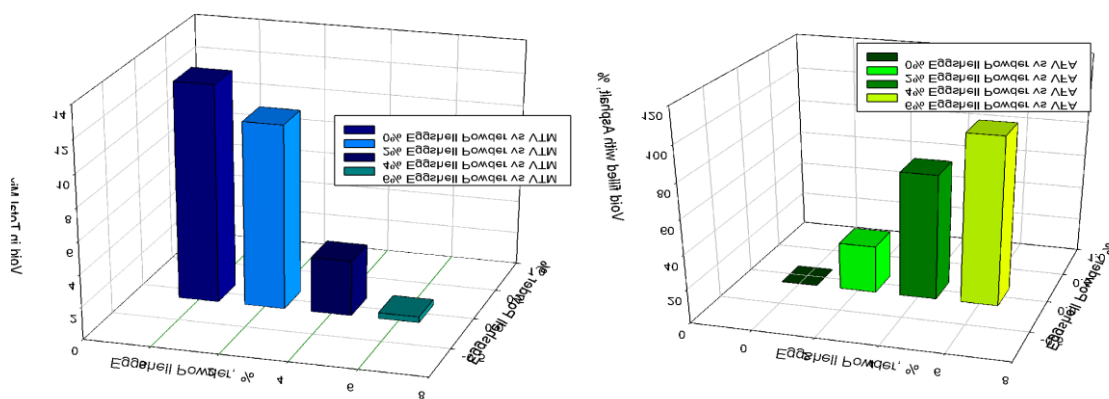 14
12
10
8
6
4
2
0
Void in Total
0% Eggshell Powder vs VTM
2% Eggshell Powder vs VTM
4% Eggshell Powder vs VTM
6% Eggshell Powder vs VTM
Eggshell Powder, %
4
6
8
Eggshell Powder, %
120
100
80
60
40
20
0
Void filled with Asphalt, %
0% Eggshell Powder vs VFA
2% Eggshell Powder vs VFA
4% Eggshell Powder vs VFA
6% Eggshell Powder vs VFA
0
Eggshell Powder, %
6
8
Eggshell Powder